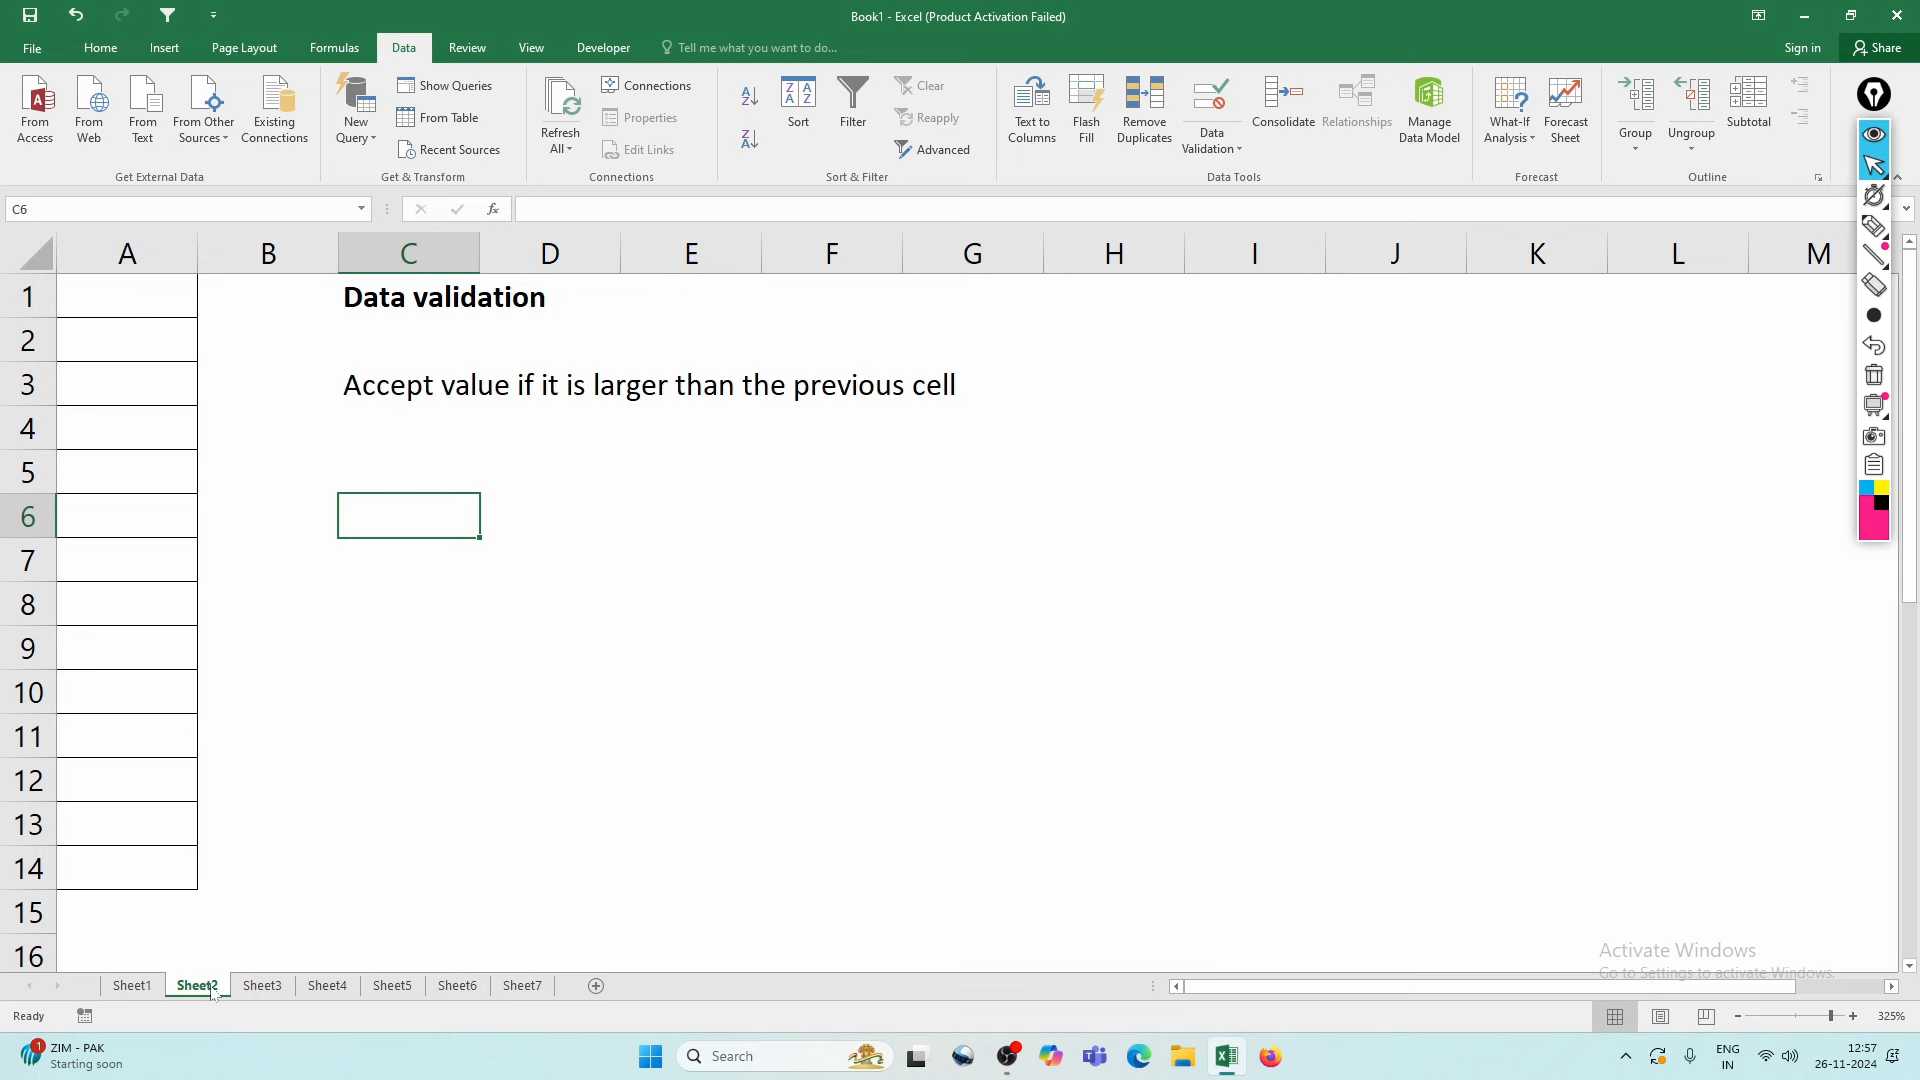 Book1 - Excel (Product Activation Failed)
File Home Insert Page Layout Formulas Data Review View Developer Tell me what you want to do... Sign in Share
From Access
From Web
From Text
From Other Sources
Existing Connections
Get External Data
New Query
Show Queries
From Table
Recent Sources
Get & Transform
Refresh All
Connections
Properties
Edit Links
Connections
Sort
Filter
Clear
Reapply
Advanced
Sort & Filter
Text to Columns
Flash Fill
Remove Duplicates
Data Validation
Consolidate
Relationships
Manage Data Model
Data Tools
What-If Analysis
Forecast Sheet
Forecast
Group
Ungroup
Subtotal
Outline
C6
fx
A B C D E F G H I J K L M
1 Data validation
2
3 Accept value if it is larger than the previous cell
4
5
6
7
8
9
10
11
12
13
14
15
16
Activate Windows
Go to Settings to activate Windows.
Sheet1 Sheet2 Sheet3 Sheet4 Sheet5 Sheet6 Sheet7
Ready
325%
1
ZIM - PAK
Starting soon
Search
ENG
IN
12:57
26-11-2024